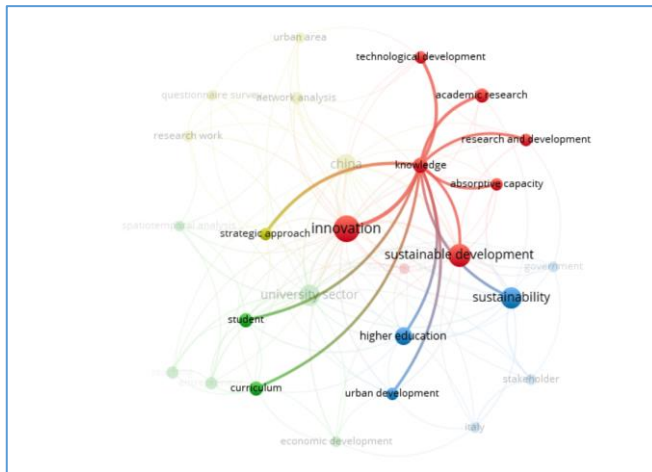 urban area
technological development
questionnaire survey
network analysis
academic research
research work
research and development
china
knowledge
absorptive capacity
spatiotemporal analysis
strategic approach
innovation
sustainable development
government
university sector
sustainability
student
higher education
stakeholder
curriculum
urban development
italy
economic development